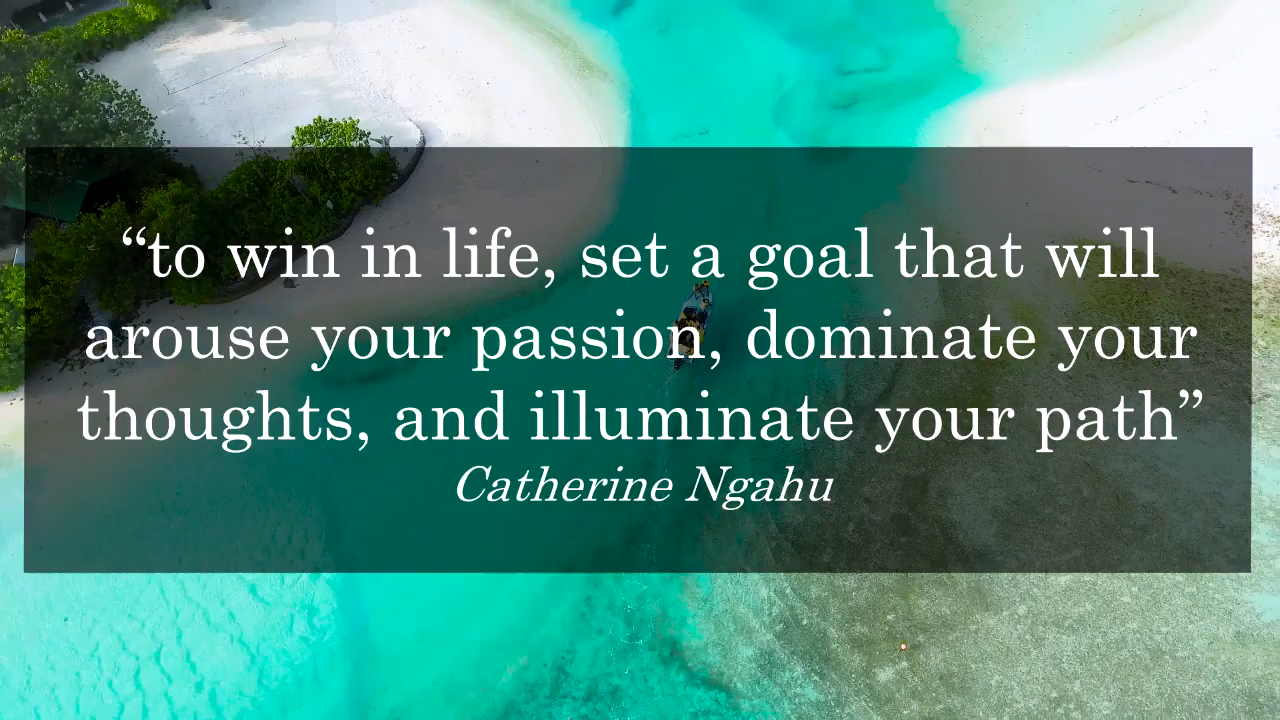 “to win in life, set a goal that will
arouse your passion, dominate your
thoughts, and illuminate your path”
Catherine Ngahu